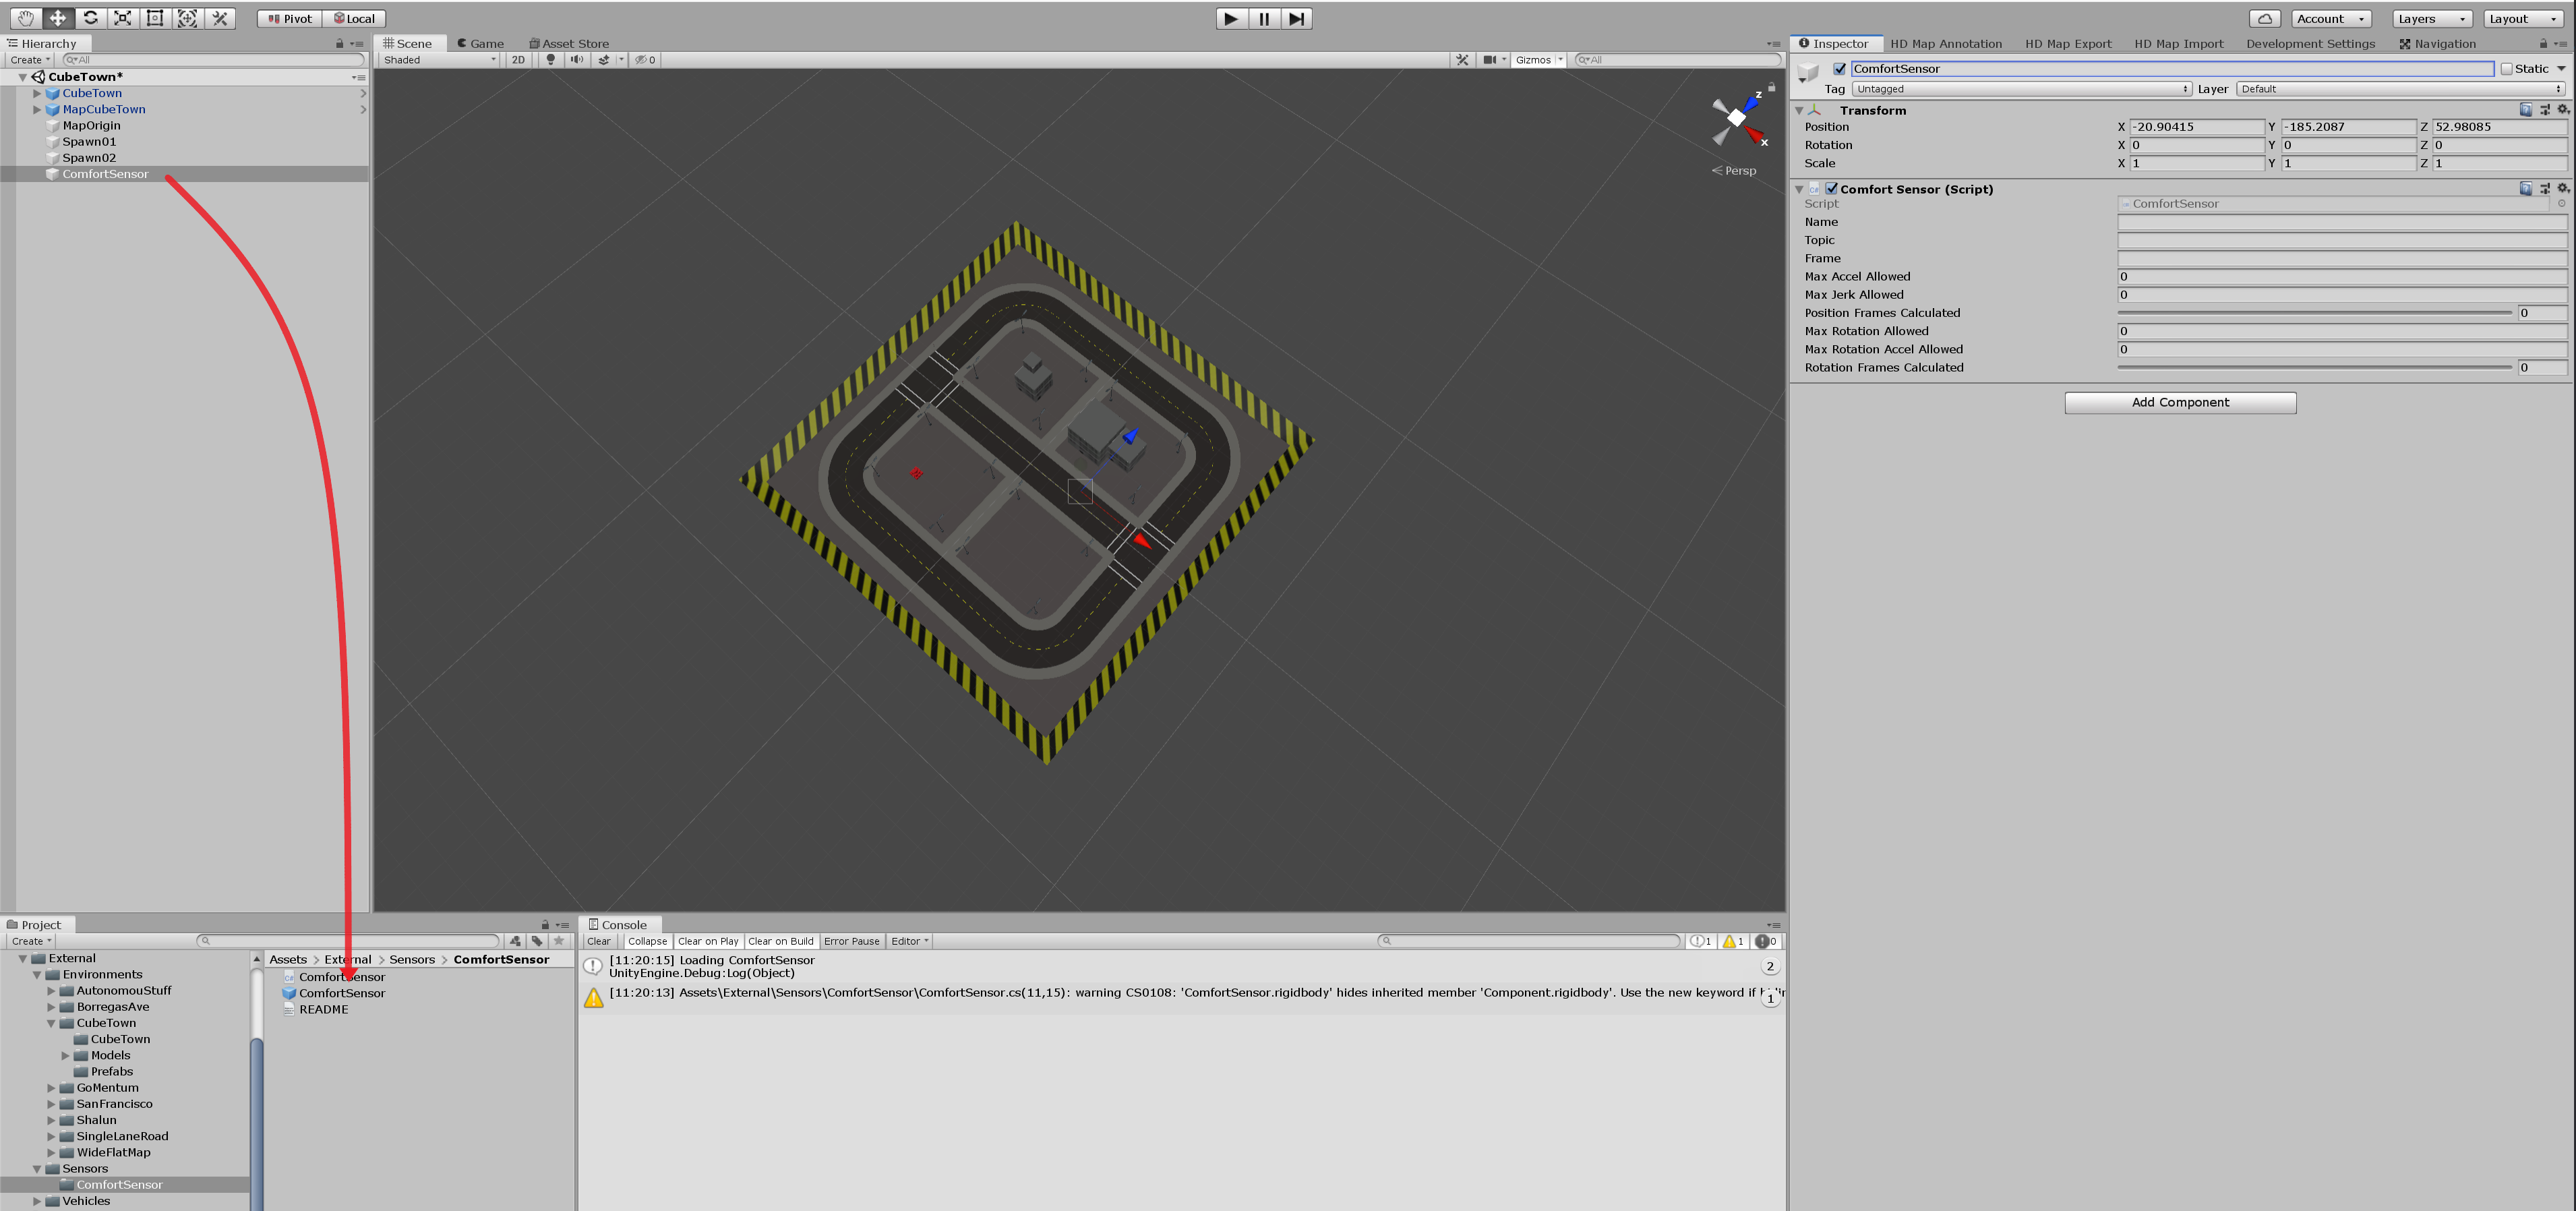 Pivot Local
Account Layers Layout
Hierarchy
Create All
CubeTown*
CubeTown
MapCubeTown
MapOrigin
Spawn01
Spawn02
ComfortSensor
Scene Game Asset Store
Shaded 2D 0 Gizmos All
z
x
Persp
Inspector HD Map Annotation HD Map Export HD Map Import Development Settings Navigation
ComfortSensor Static
Tag Untagged Layer Default
Transform
Position X -20.90415 Y -185.2087 Z 52.98085
Rotation X 0 Y 0 Z 0
Scale X 1 Y 1 Z 1
Comfort Sensor (Script)
Script ComfortSensor
Name
Topic
Frame
Max Accel Allowed 0
Max Jerk Allowed 0
Position Frames Calculated 0
Max Rotation Allowed 0
Max Rotation Accel Allowed 0
Rotation Frames Calculated 0
Add Component
Project
Create
External
Environments
AutonomouStuff
BorregasAve
CubeTown
CubeTown
Models
Prefabs
GoMentum
SanFrancisco
Shalun
SingleLaneRoad
WideFlatMap
Sensors
ComfortSensor
Vehicles
Assets > External > Sensors > ComfortSensor
ComfortSensor
ComfortSensor
README
Console
Clear Collapse Clear on Play Clear on Build Error Pause Editor 1 1 0
[11:20:15] Loading ComfortSensor
UnityEngine.Debug:Log(Object)
2
[11:20:13] Assets\External\Sensors\ComfortSensor\ComfortSensor.cs(11,15): warning CS0108: 'ComfortSensor.rigidbody' hides inherited member 'Component.rigidbody'. Use the new keyword if
1